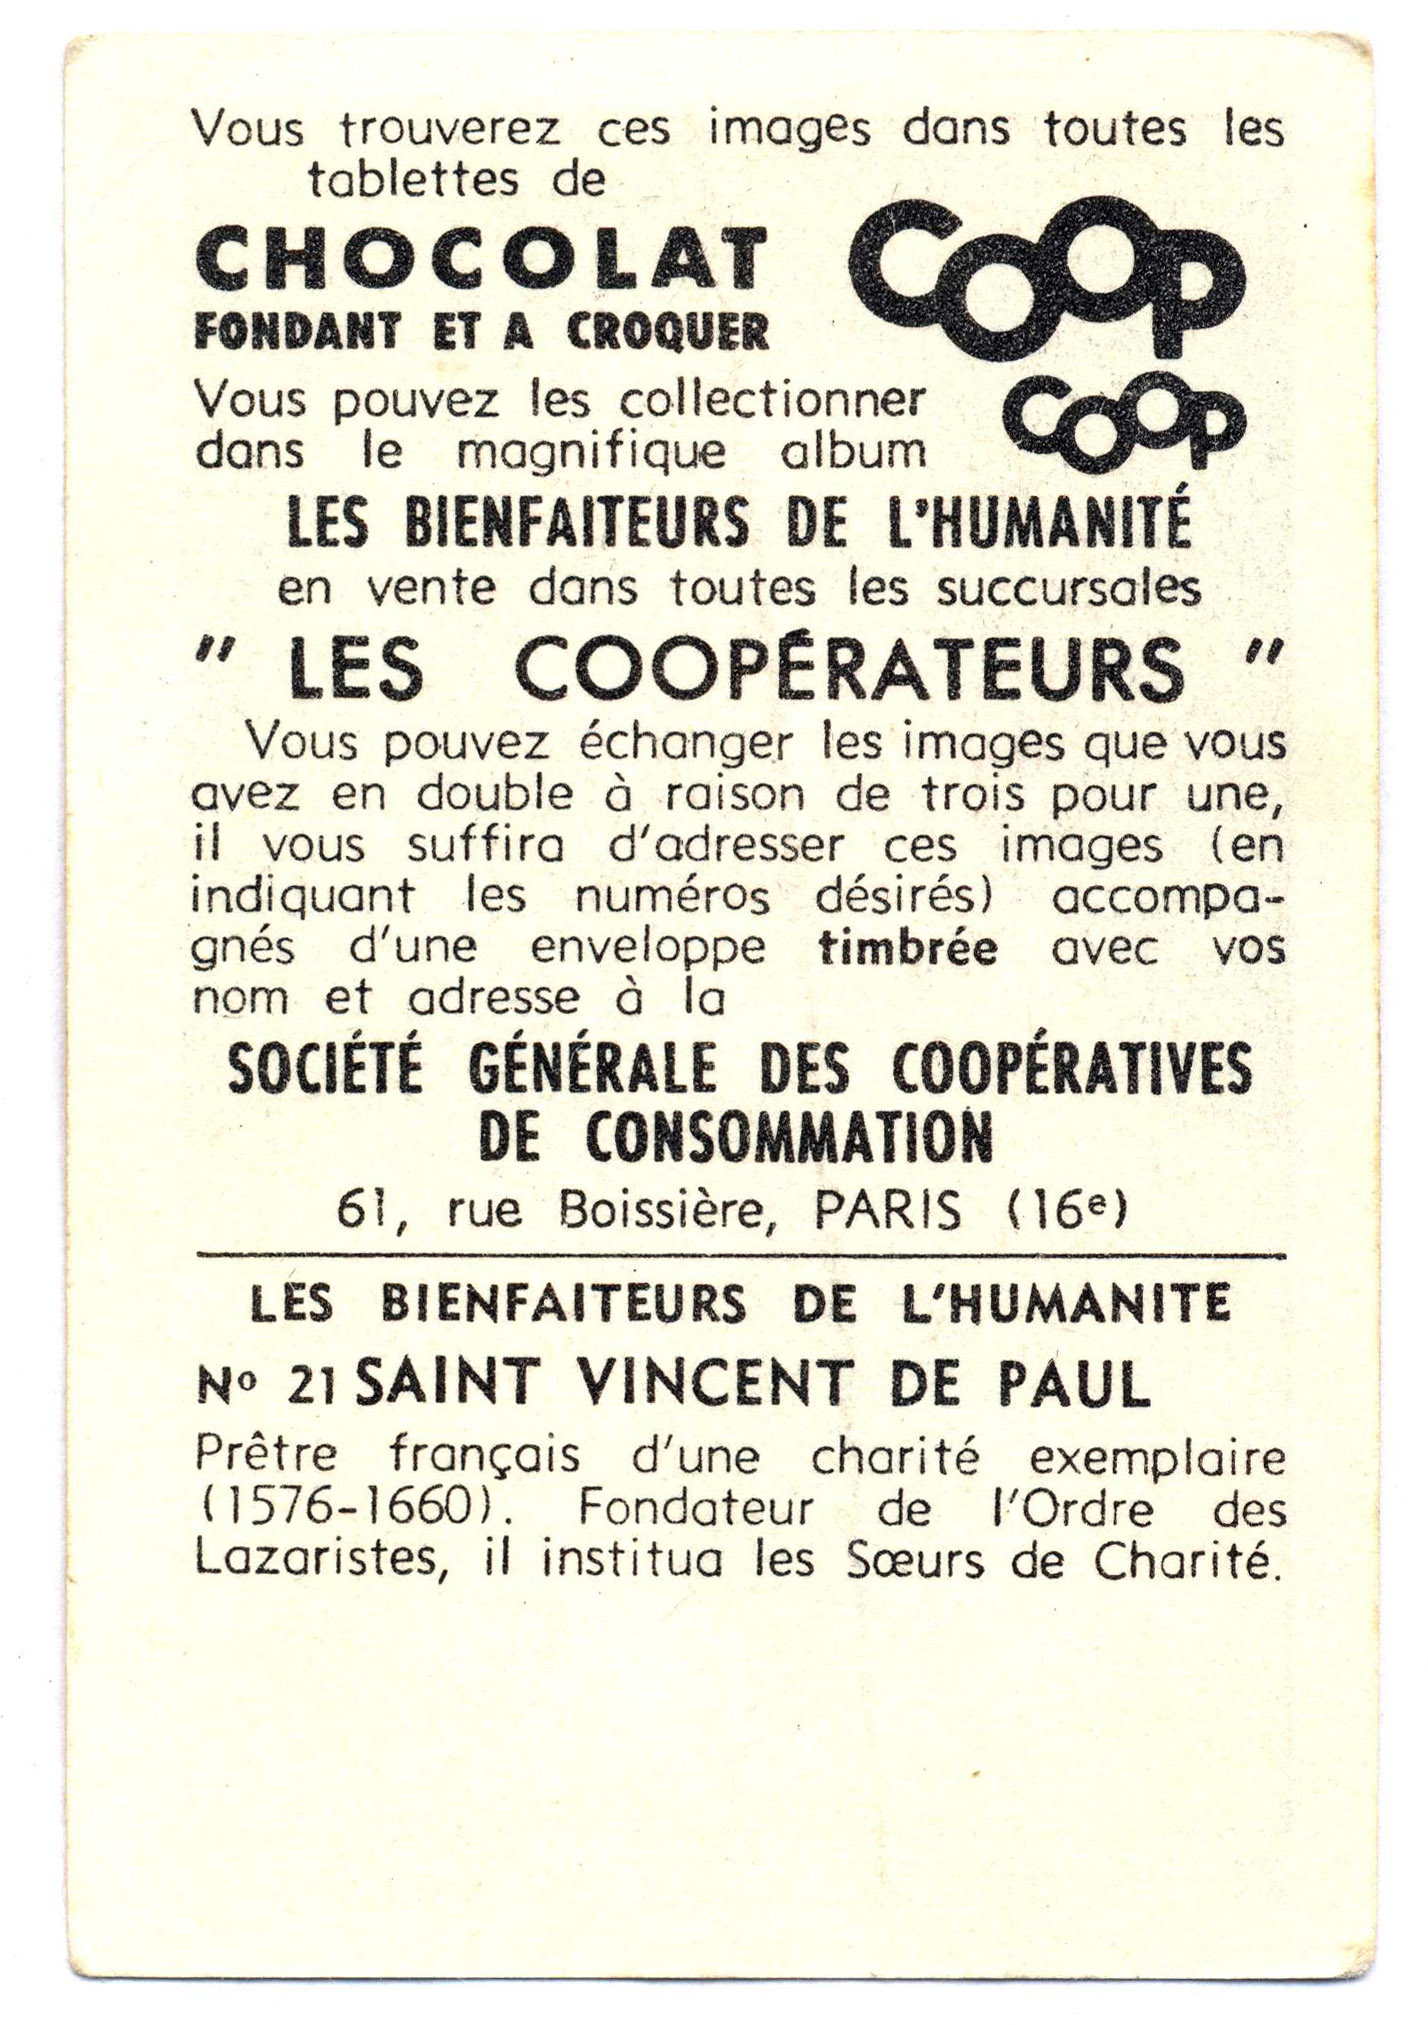 Vous trouverez ces images dans toutes les
tablettes de
CHOCOLAT COOP
FONDANT ET A CROQUER
Vous pouvez les collectionner COOP
dans le magnifique album
LES BIENFAITEURS DE L'HUMANITÉ
en vente dans toutes les succursales
" LES COOPÉRATEURS "
Vous pouvez échanger les images que vous
avez en double à raison de trois pour une,
il vous suffira d'adresser ces images (en
indiquant les numéros désirés) accompa-
gnés d'une enveloppe timbrée avec vos
nom et adresse à la
SOCIÉTÉ GÉNÉRALE DES COOPÉRATIVES
DE CONSOMMATION
61, rue Boissière, PARIS (16e)
LES BIENFAITEURS DE L'HUMANITE
No 21 SAINT VINCENT DE PAUL
Prêtre français d'une charité exemplaire
(1576-1660). Fondateur de l'Ordre des
Lazaristes, il institua les Sœurs de Charité.